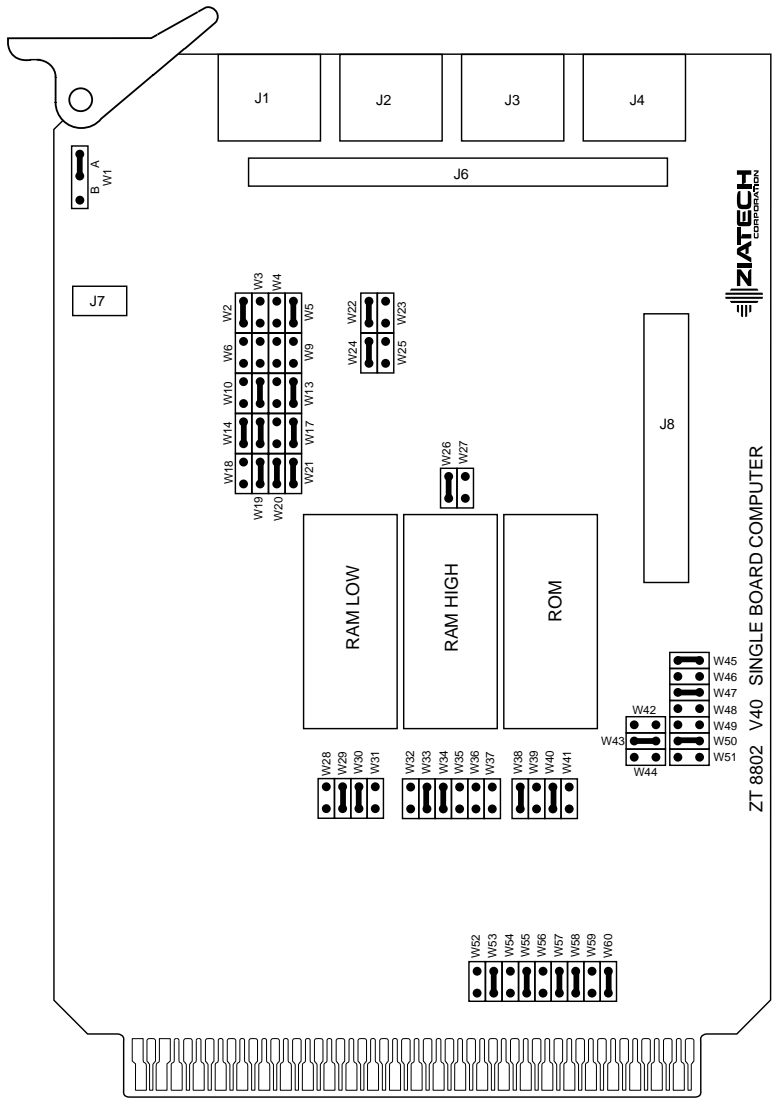 J1
J2
J3
J4
J6
A
B
W1
ZIATECH
CORPORATION
J7
W3
W4
W2
W5
W6
W9
W10
W13
W14
W17
W18
W21
W19
W20
W22
W23
W24
W25
W26
W27
J8
RAM LOW
RAM HIGH
ROM
ZT 8802 V40 SINGLE BOARD COMPUTER
W45
W46
W47
W48
W49
W50
W51
W42
W43
W44
W28
W29
W30
W31
W32
W33
W34
W35
W36
W37
W38
W39
W40
W41
W52
W53
W54
W55
W56
W57
W58
W59
W60